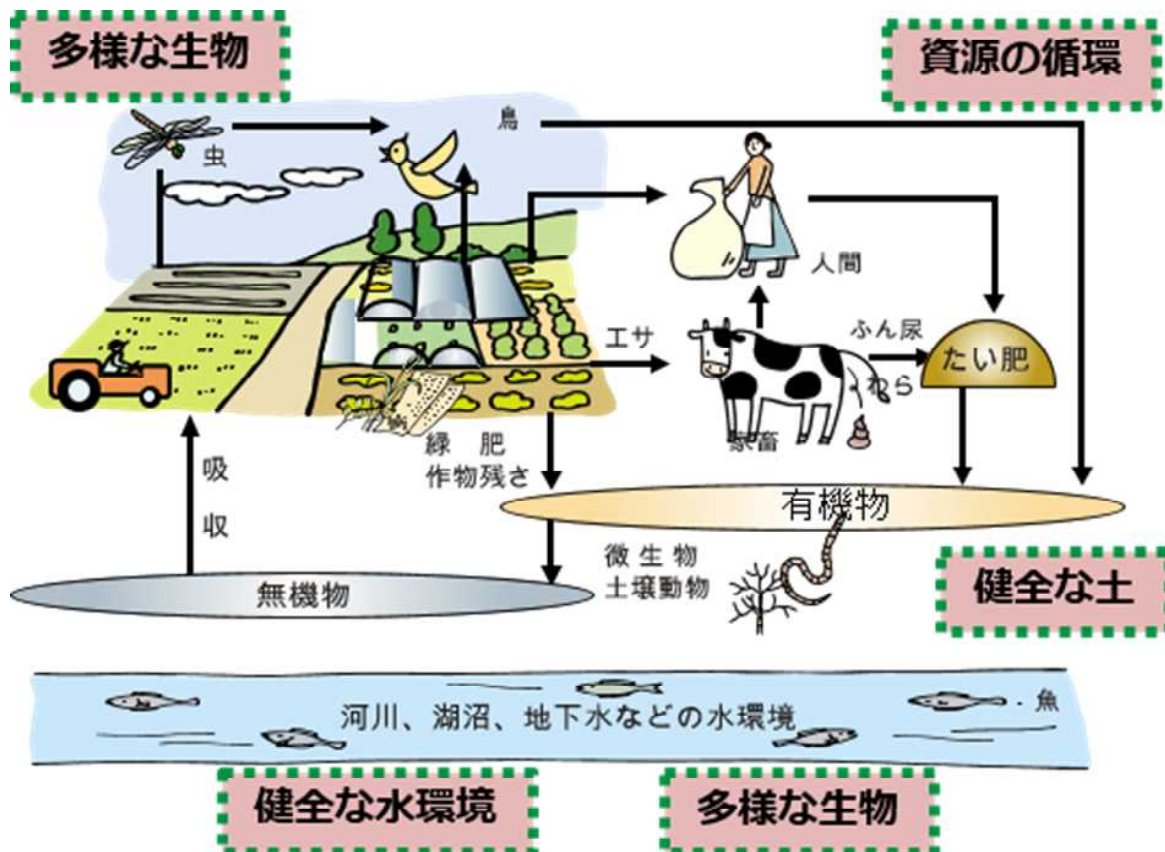 多様な生物
資源の循環
虫
鳥
人間
エサ
ふん尿
たい肥
わら
家畜
緑肥
作物残さ
吸収
有機物
微生物
土壌動物
無機物
健全な土
河川、湖沼、地下水などの水環境
魚
健全な水環境
多様な生物